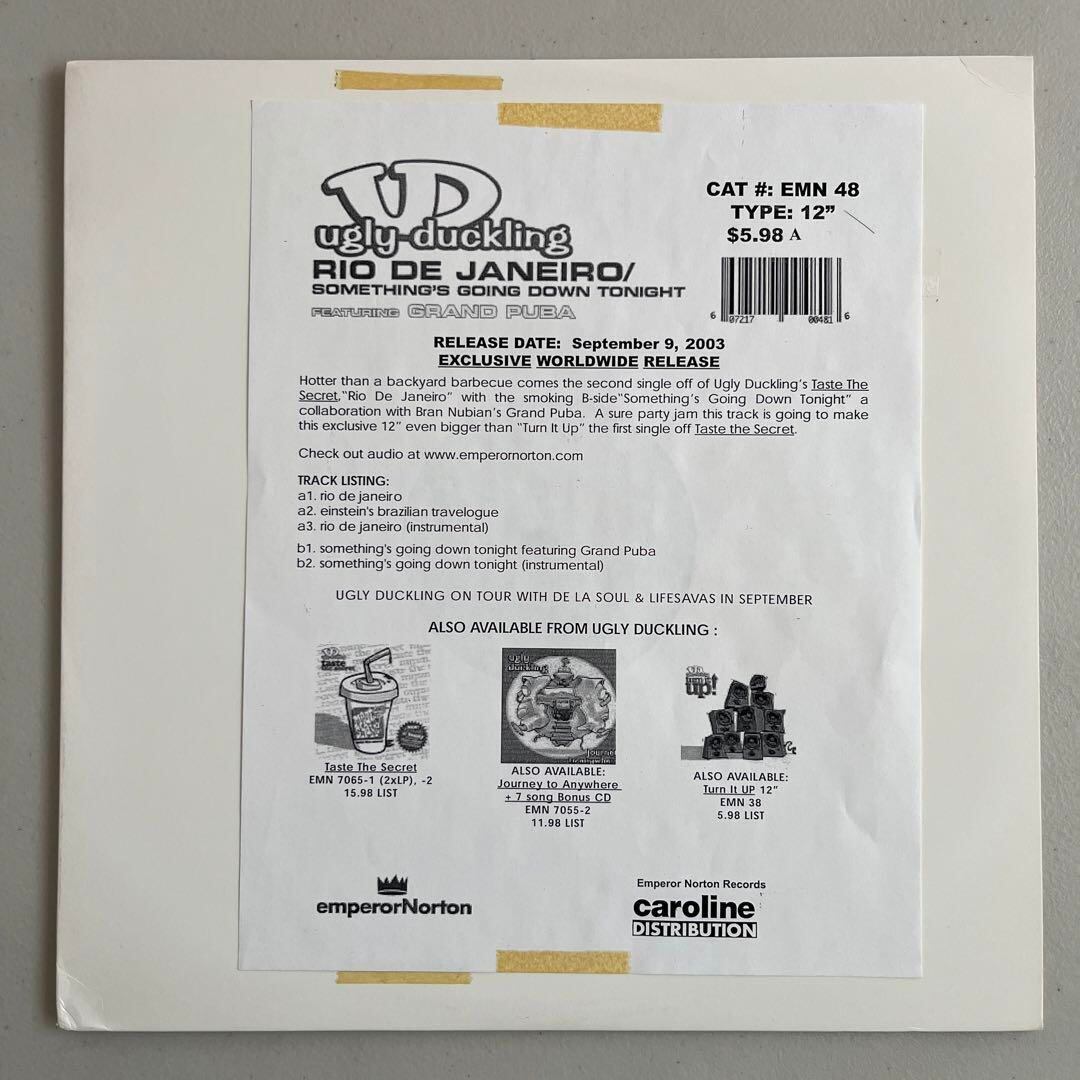 UD
ugly duckling
RIO DE JANEIRO/
SOMETHING'S GOING DOWN TONIGHT
FEATURING GRAND PUBA
CAT #: EMN 48
TYPE: 12”
$5.98 A
6 07217 00481 6
RELEASE DATE: September 9, 2003
EXCLUSIVE WORLDWIDE RELEASE
Hotter than a backyard barbecue comes the second single off of Ugly Duckling's Taste The
Secret,"Rio De Janeiro" with the smoking B-side"Something's Going Down Tonight" a
collaboration with Bran Nubian's Grand Puba. A sure party jam this track is going to make
this exclusive 12" even bigger than "Turn It Up" the first single off Taste the Secret.
Check out audio at www.emperornorton.com
TRACK LISTING:
a1. rio de janeiro
a2. einstein's brazilian travelogue
a3. rio de janeiro (instrumental)
b1. something's going down tonight featuring Grand Puba
b2. something's going down tonight (instrumental)
UGLY DUCKLING ON TOUR WITH DE LA SOUL & LIFESAVAS IN SEPTEMBER
ALSO AVAILABLE FROM UGLY DUCKLING :
taste
ugly
duckling
Journey
up!
Taste The Secret
EMN 7065-1 (2xLP), -2
15.98 LIST
ALSO AVAILABLE:
Journey to Anywhere
+ 7 song Bonus CD
EMN 7055-2
11.98 LIST
ALSO AVAILABLE:
Turn It UP 12”
EMN 38
5.98 LIST
emperorNorton
Emperor Norton Records
caroline
DISTRIBUTION